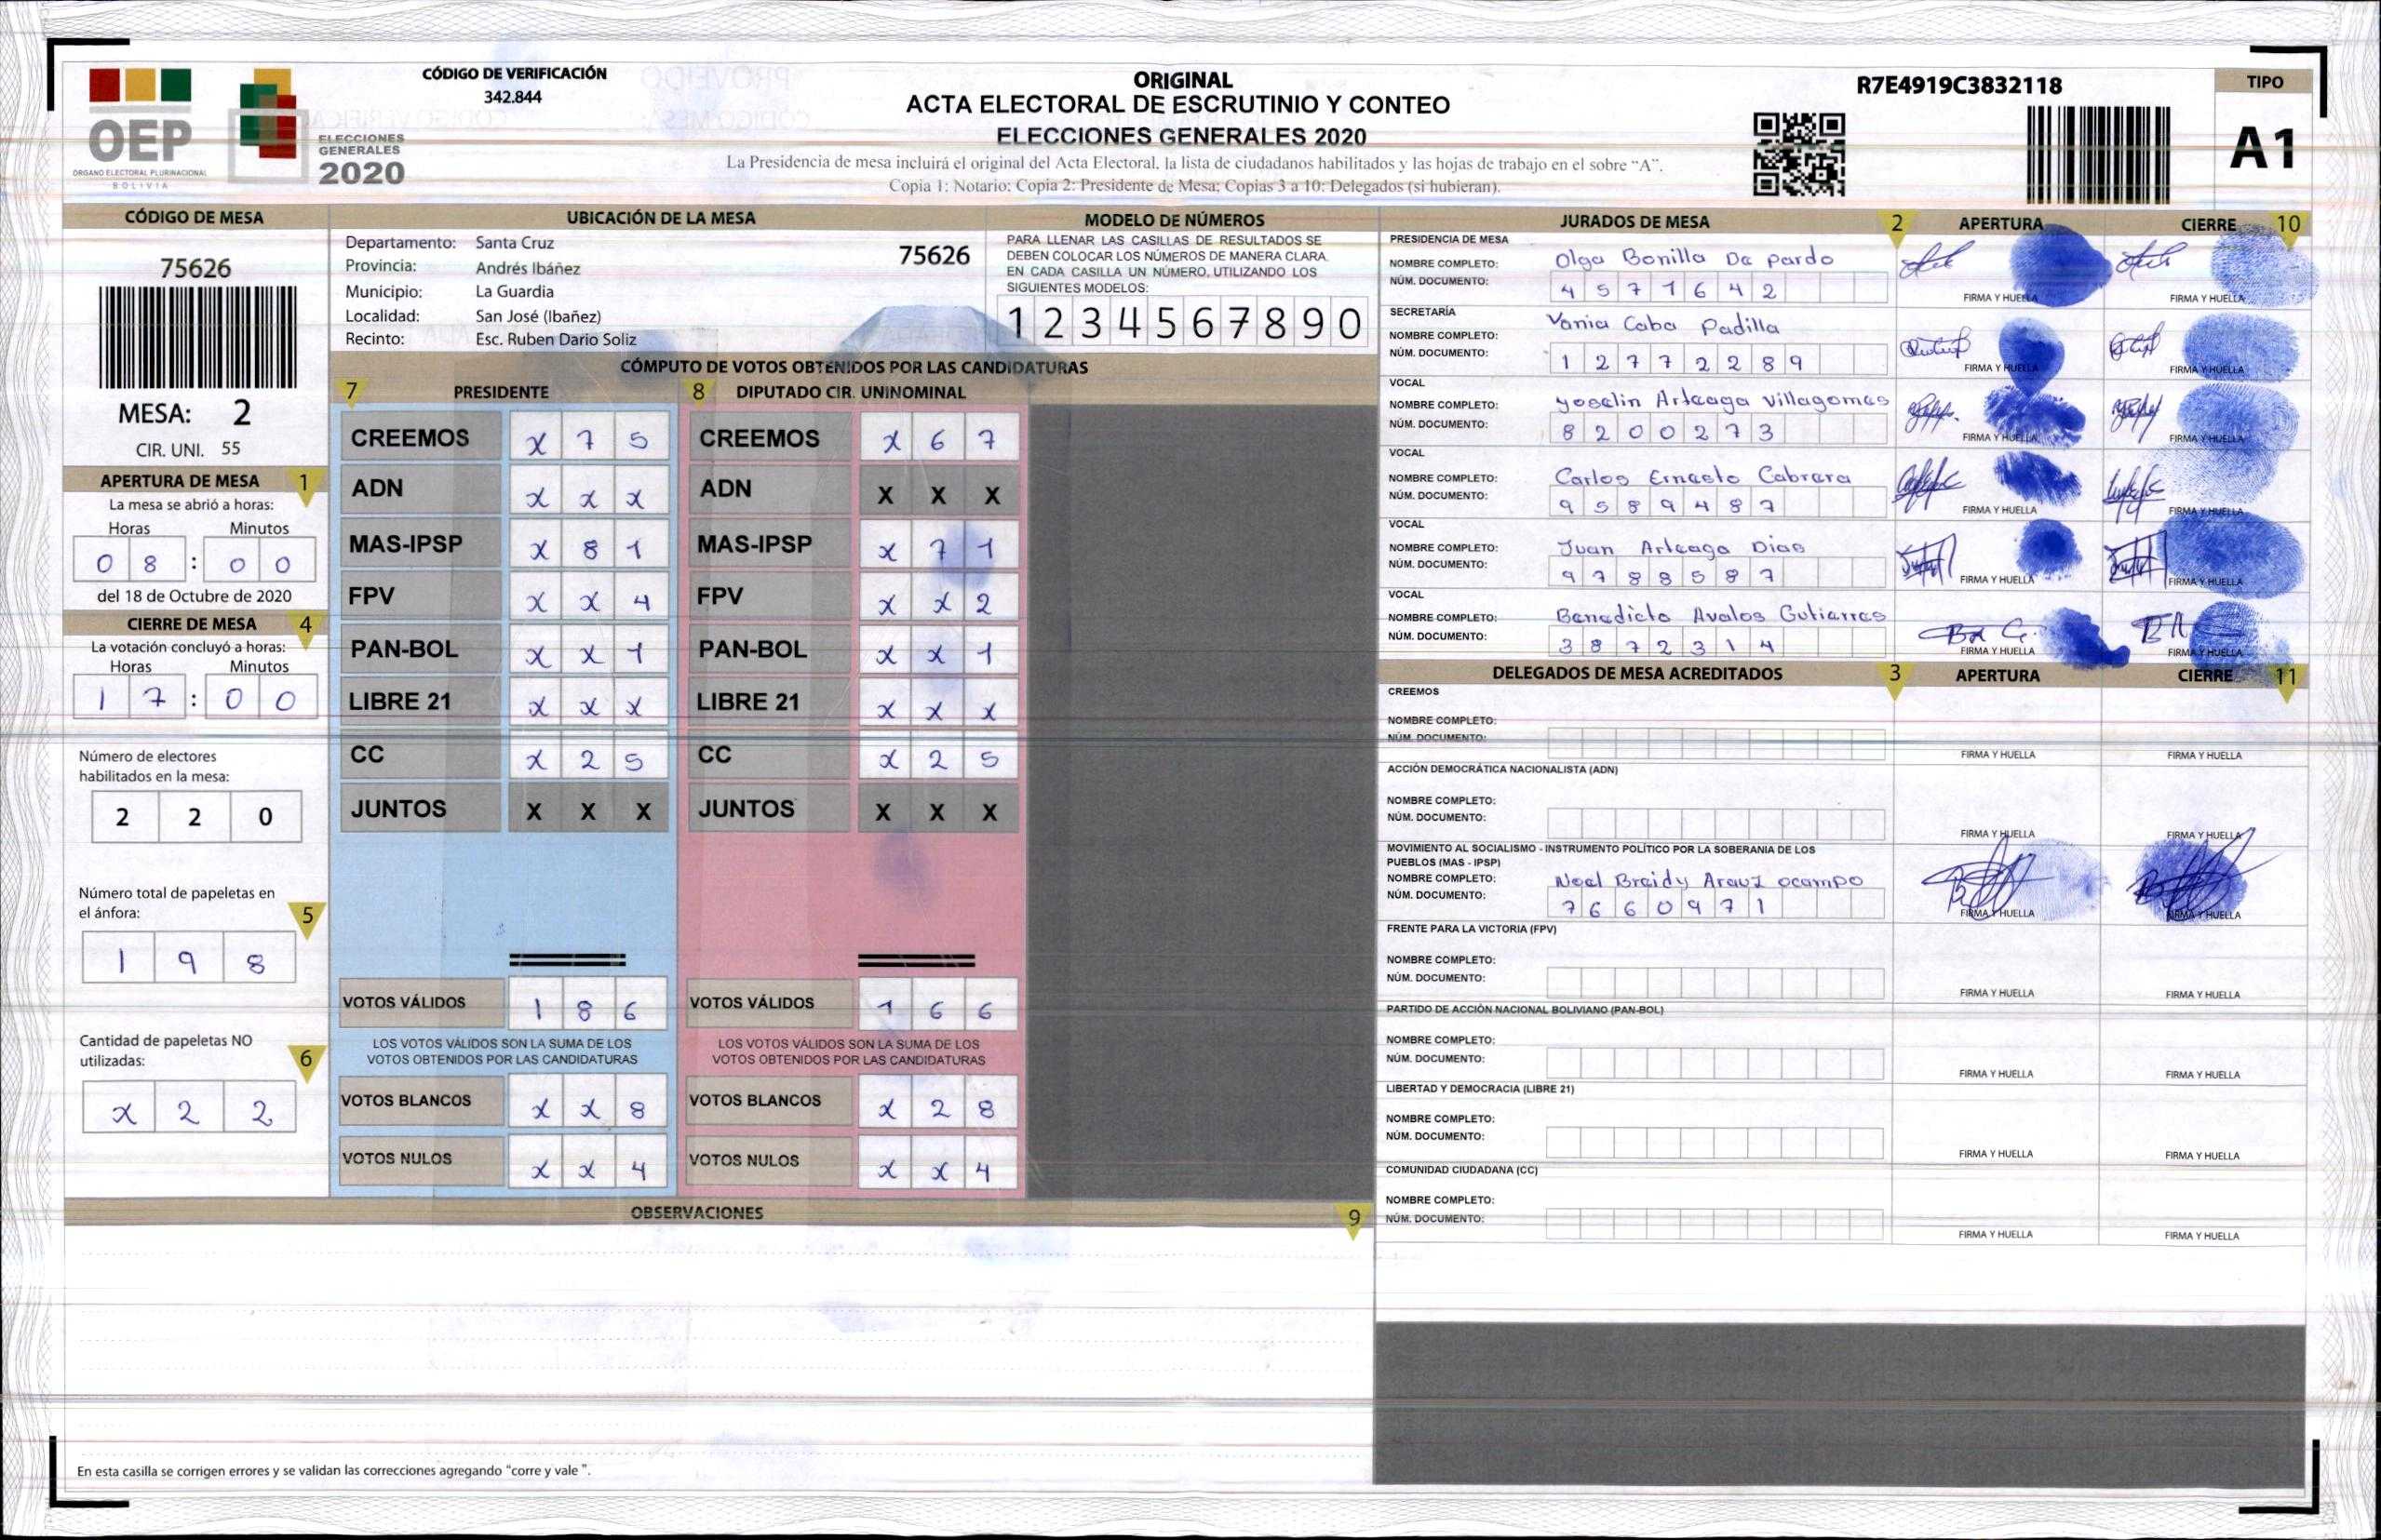 CÓDIGO DE VERIFICACIÓN
342.844
OEP
ÓRGANO ELECTORAL PLURINACIONAL
BOLIVIA
ELECCIONES
GENERALES
2020
ORIGINAL
ACTA ELECTORAL DE ESCRUTINIO Y CONTEO
ELECCIONES GENERALES 2020
La Presidencia de mesa incluirá el original del Acta Electoral, la lista de ciudadanos habilitados y las hojas de trabajo en el sobre “A”.
Copia 1: Notario; Copia 2: Presidente de Mesa; Copias 3 a 10: Delegados (si hubieran).
R7E4919C3832118
TIPO
A1
CÓDIGO DE MESA
75626
MESA: 2
CIR. UNI. 55
APERTURA DE MESA 1
La mesa se abrió a horas:
Horas Minutos
0 8 : 0 0
del 18 de Octubre de 2020
CIERRE DE MESA 4
La votación concluyó a horas:
Horas Minutos
1 7 : 0 0
Número de electores
habilitados en la mesa:
2 2 0
Número total de papeletas en
el ánfora: 5
1 9 8
Cantidad de papeletas NO
utilizadas: 6
x 2 2
UBICACIÓN DE LA MESA
Departamento: Santa Cruz 75626
Provincia: Andrés Ibáñez
Municipio: La Guardia
Localidad: San José (Ibañez)
Recinto: Esc. Ruben Dario Soliz
MODELO DE NÚMEROS
PARA LLENAR LAS CASILLAS DE RESULTADOS SE
DEBEN COLOCAR LOS NÚMEROS DE MANERA CLARA.
EN CADA CASILLA UN NÚMERO, UTILIZANDO LOS
SIGUIENTES MODELOS:
1 2 3 4 5 6 7 8 9 0
CÓMPUTO DE VOTOS OBTENIDOS POR LAS CANDIDATURAS
7 PRESIDENTE 8 DIPUTADO CIR. UNINOMINAL
CREEMOS x 7 5 CREEMOS x 6 7
ADN x x x ADN X X X
MAS-IPSP x 8 1 MAS-IPSP x 7 1
FPV x x 4 FPV x x 2
PAN-BOL x x 1 PAN-BOL x x 1
LIBRE 21 x x x LIBRE 21 x x x
CC x 2 5 CC x 2 5
JUNTOS X X X JUNTOS X X X
VOTOS VÁLIDOS 1 8 6 VOTOS VÁLIDOS 1 6 6
LOS VOTOS VÁLIDOS SON LA SUMA DE LOS LOS VOTOS VÁLIDOS SON LA SUMA DE LOS
VOTOS OBTENIDOS POR LAS CANDIDATURAS VOTOS OBTENIDOS POR LAS CANDIDATURAS
VOTOS BLANCOS x x 8 VOTOS BLANCOS x 2 8
VOTOS NULOS x x 4 VOTOS NULOS x x 4
OBSERVACIONES 9
En esta casilla se corrigen errores y se validan las correcciones agregando “corre y vale ”.
JURADOS DE MESA 2 APERTURA CIERRE 10
PRESIDENCIA DE MESA
NOMBRE COMPLETO: Olga Bonilla De Pardo
NÚM. DOCUMENTO: 4 5 7 1 6 4 2
FIRMA Y HUELLA FIRMA Y HUELLA
SECRETARÍA
NOMBRE COMPLETO: Vania Caba Padilla
NÚM. DOCUMENTO: 1 2 7 7 2 2 8 9
FIRMA Y HUELLA FIRMA Y HUELLA
VOCAL
NOMBRE COMPLETO: Yoselin Arteaga Villagomes
NÚM. DOCUMENTO: 8 2 0 0 2 7 3
FIRMA Y HUELLA FIRMA Y HUELLA
VOCAL
NOMBRE COMPLETO: Carlos Ernesto Cabrera
NÚM. DOCUMENTO: 9 5 8 9 4 8 7
FIRMA Y HUELLA FIRMA Y HUELLA
VOCAL
NOMBRE COMPLETO: Juan Arteaga Dias
NÚM. DOCUMENTO: 9 7 8 8 5 8 7
FIRMA Y HUELLA FIRMA Y HUELLA
VOCAL
NOMBRE COMPLETO: Benedicto Avalos Gutierres
NÚM. DOCUMENTO: 3 8 7 2 3 1 4
FIRMA Y HUELLA FIRMA Y HUELLA
DELEGADOS DE MESA ACREDITADOS 3 APERTURA CIERRE 11
CREEMOS
NOMBRE COMPLETO:
NÚM. DOCUMENTO:
FIRMA Y HUELLA FIRMA Y HUELLA
ACCIÓN DEMOCRÁTICA NACIONALISTA (ADN)
NOMBRE COMPLETO:
NÚM. DOCUMENTO:
FIRMA Y HUELLA FIRMA Y HUELLA
MOVIMIENTO AL SOCIALISMO - INSTRUMENTO POLÍTICO POR LA SOBERANIA DE LOS
PUEBLOS (MAS - IPSP)
NOMBRE COMPLETO: Noel Breidy Arauz Ocampo
NÚM. DOCUMENTO: 7 6 6 0 9 7 1
FIRMA Y HUELLA FIRMA Y HUELLA
FRENTE PARA LA VICTORIA (FPV)
NOMBRE COMPLETO:
NÚM. DOCUMENTO:
FIRMA Y HUELLA FIRMA Y HUELLA
PARTIDO DE ACCIÓN NACIONAL BOLIVIANO (PAN-BOL)
NOMBRE COMPLETO:
NÚM. DOCUMENTO:
FIRMA Y HUELLA FIRMA Y HUELLA
LIBERTAD Y DEMOCRACIA (LIBRE 21)
NOMBRE COMPLETO:
NÚM. DOCUMENTO:
FIRMA Y HUELLA FIRMA Y HUELLA
COMUNIDAD CIUDADANA (CC)
NOMBRE COMPLETO:
NÚM. DOCUMENTO:
FIRMA Y HUELLA FIRMA Y HUELLA